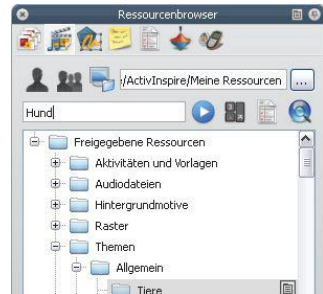 Ressourcenbrowser
/ActivInspire/Meine Ressourcen ...
Hund
Freigegebene Ressourcen
Aktivitäten und Vorlagen
Audiodateien
Hintergrundmotive
Raster
Themen
Allgemein
Tiere